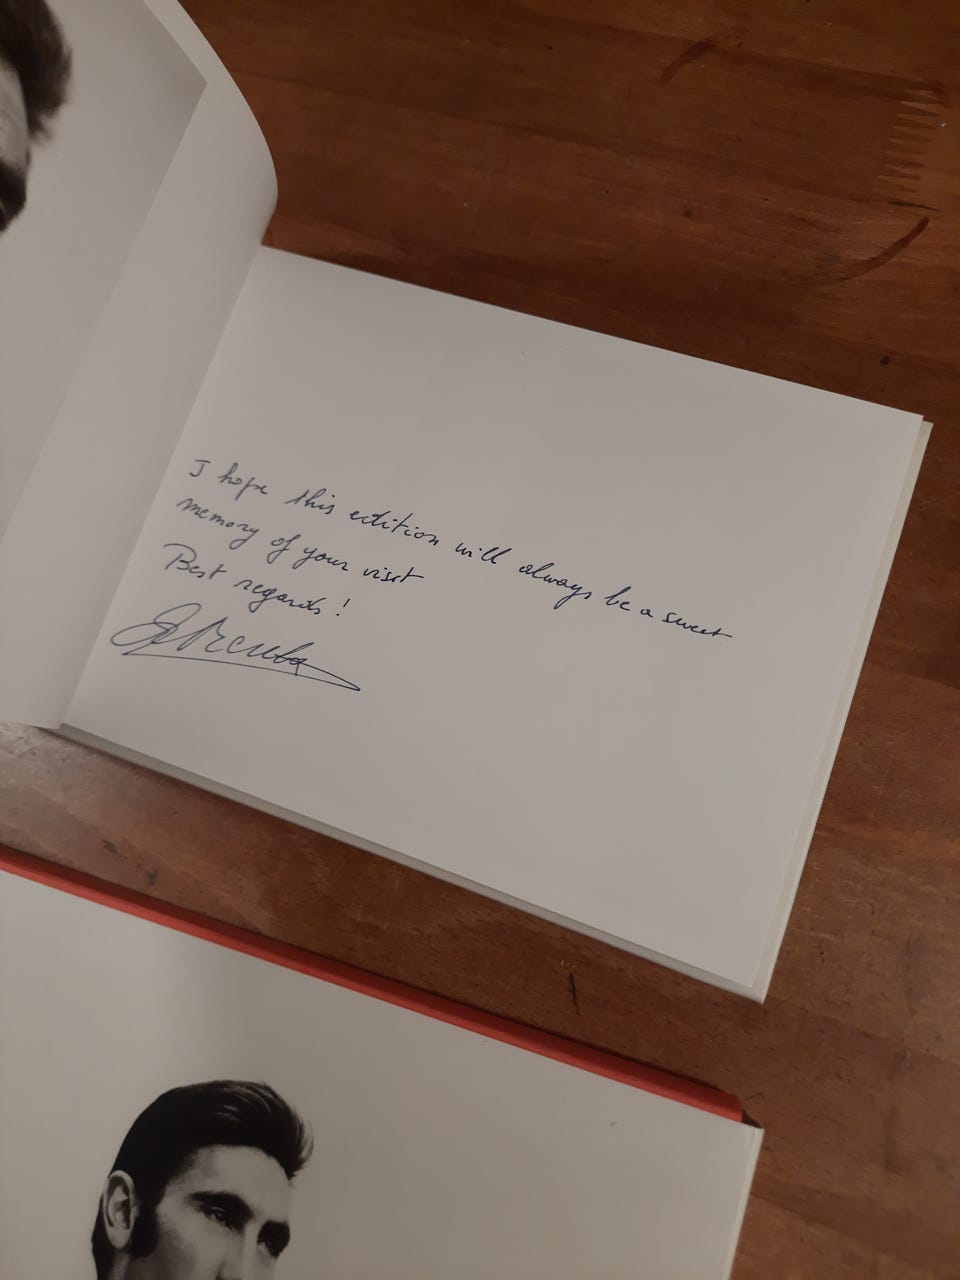 I hope this edition will always be a sweet
memory of your visit
Best regards!